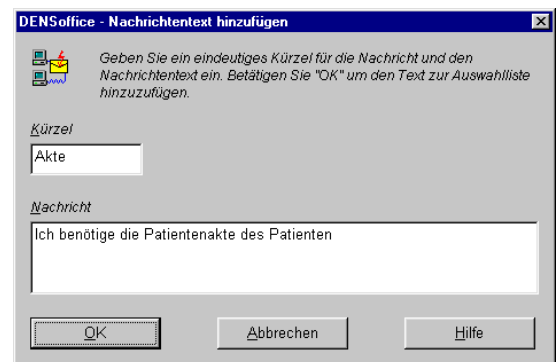 DENSoffice - Nachrichtentext hinzufügen
Geben Sie ein eindeutiges Kürzel für die Nachricht und den
Nachrichtentext ein. Betätigen Sie "OK" um den Text zur Auswahlliste
hinzuzufügen.
Kürzel
Akte
Nachricht
Ich benötige die Patientenakte des Patienten
OK Abbrechen Hilfe